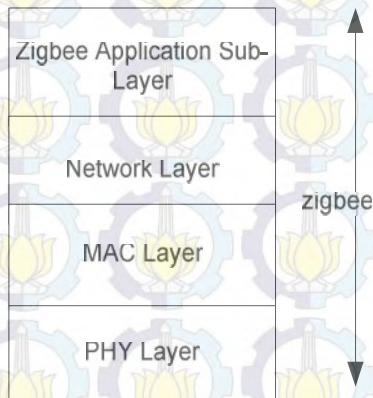 Zigbee Application Sub-
Layer
Network Layer
zigbee
MAC Layer
PHY Layer